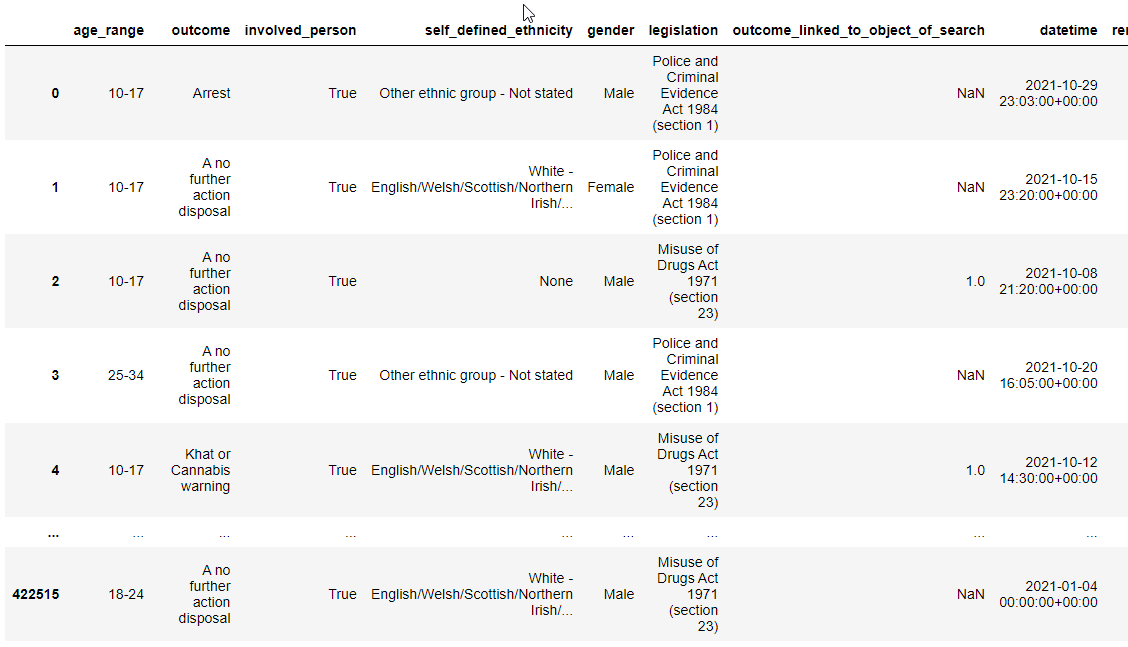 age_range outcome involved_person self_defined_ethnicity gender legislation outcome_linked_to_object_of_search datetime
0 10-17 Arrest True Other ethnic group - Not stated Male Police and Criminal Evidence Act 1984 (section 1) NaN 2021-10-29 23:03:00+00:00
1 10-17 A no further action disposal True White - English/Welsh/Scottish/Northern Irish/... Female Police and Criminal Evidence Act 1984 (section 1) NaN 2021-10-15 23:20:00+00:00
2 10-17 A no further action disposal True None Male Misuse of Drugs Act 1971 (section 23) 1.0 2021-10-08 21:20:00+00:00
3 25-34 A no further action disposal True Other ethnic group - Not stated Male Police and Criminal Evidence Act 1984 (section 1) NaN 2021-10-20 16:05:00+00:00
4 10-17 Khat or Cannabis warning True White - English/Welsh/Scottish/Northern Irish/... Male Misuse of Drugs Act 1971 (section 23) 1.0 2021-10-12 14:30:00+00:00
... ... ... ... ... ... ... ... ...
422515 18-24 A no further action disposal True White - English/Welsh/Scottish/Northern Irish/... Male Misuse of Drugs Act 1971 (section 23) NaN 2021-01-04 00:00:00+00:00